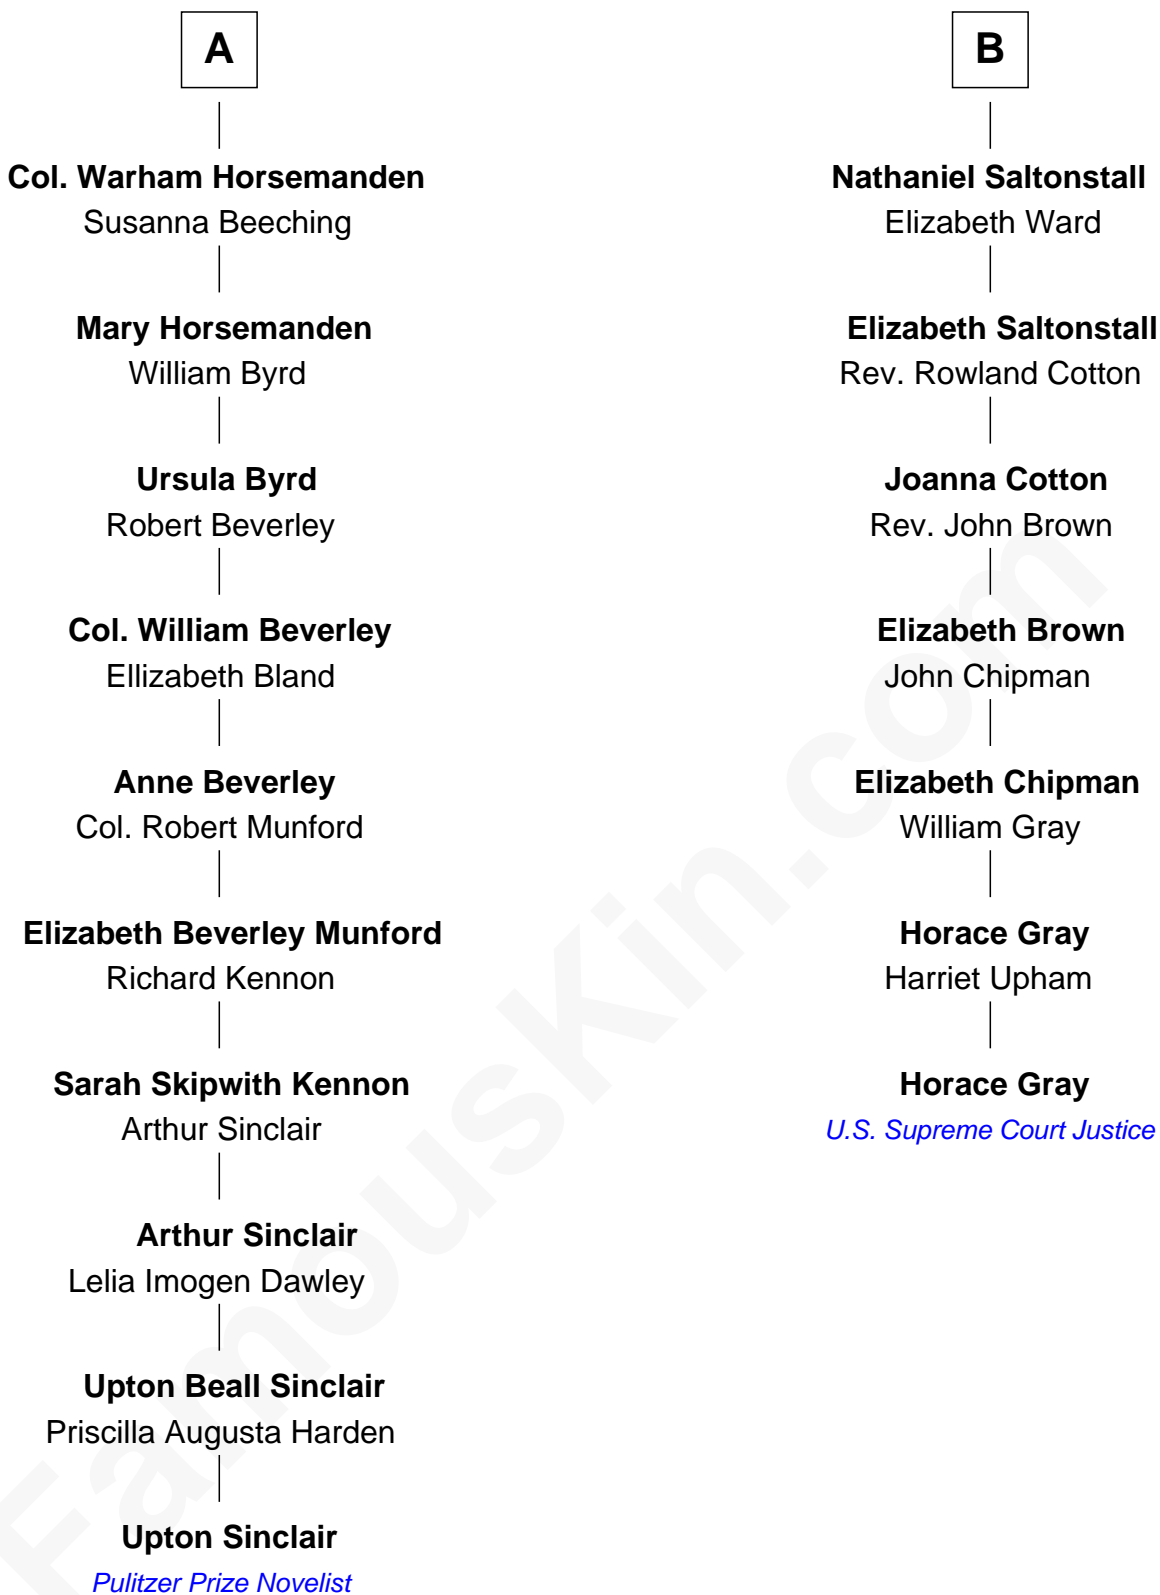 A
Col. Warham Horsemanden
Susanna Beeching
Mary Horsemanden
William Byrd
Ursula Byrd
Robert Beverley
Col. William Beverley
Ellizabeth Bland
Anne Beverley
Col. Robert Munford
Elizabeth Beverley Munford
Richard Kennon
Sarah Skipwith Kennon
Arthur Sinclair
Arthur Sinclair
Lelia Imogen Dawley
Upton Beall Sinclair
Priscilla Augusta Harden
Upton Sinclair
Pulitzer Prize Novelist
B
Nathaniel Saltonstall
Elizabeth Ward
Elizabeth Saltonstall
Rev. Rowland Cotton
Joanna Cotton
Rev. John Brown
Elizabeth Brown
John Chipman
Elizabeth Chipman
William Gray
Horace Gray
Harriet Upham
Horace Gray
U.S. Supreme Court Justice
FamousKin.com